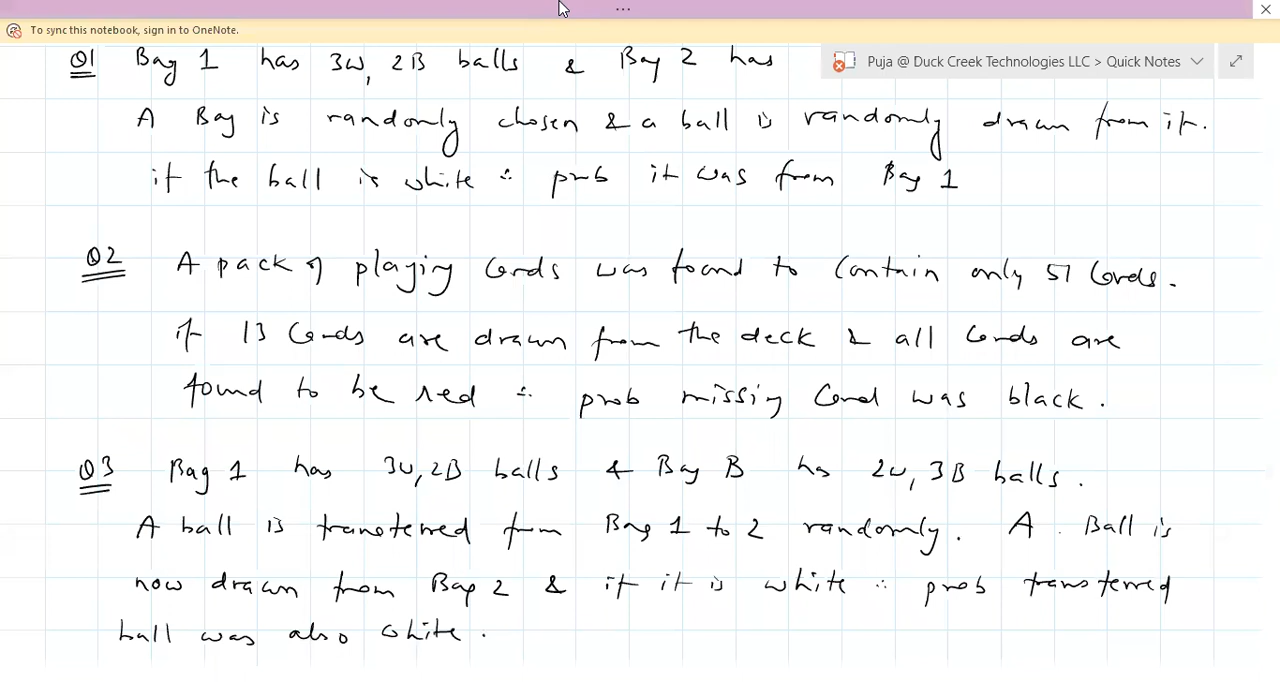 ...
To sync this notebook, sign in to OneNote.
Puja @ Duck Creek Technologies LLC > Quick Notes
Q1 Bag 1 has 3W, 2B balls & Bag 2 has
A Bag is randomly chosen & a ball is randomly drawn from it.
if the ball is white ∴ prob it was from Bag 1
Q2 A pack of playing Cards was found to Contain only 51 Cards.
if 13 Cards are drawn from the deck & all Cards are
found to be red ∴ prob missing Card was black.
Q3 Bag 1 has 3W, 2B balls & Bag B has 2W, 3B balls.
A ball is transferred from Bag 1 to 2 randomly. A Ball is
now drawn from Bag 2 & if it is white ∴ prob transferred
ball was also white.